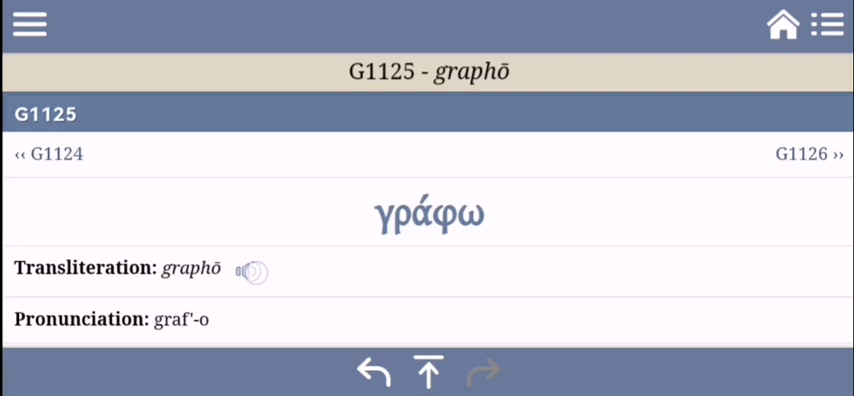 G1125 - graphō
G1125
‹‹ G1124
G1126 ››
γράφω
Transliteration: graphō
Pronunciation: graf'-o